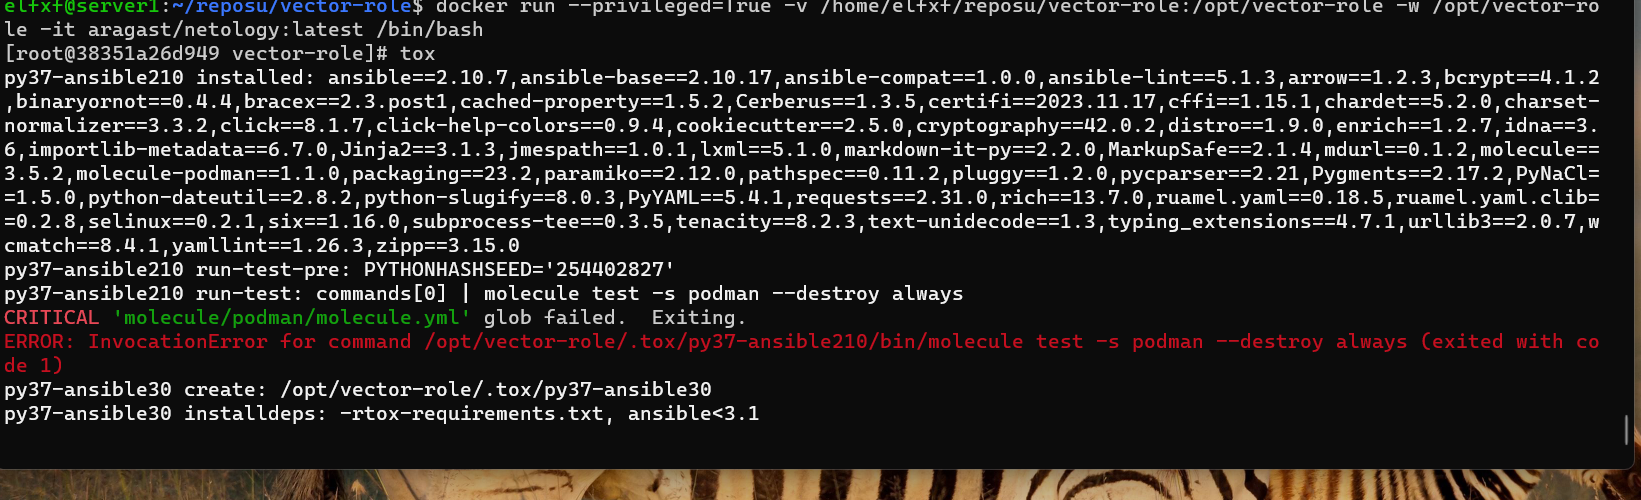 elfxf@server1:~/reposu/vector-role$ docker run --privileged=True -v /home/elfxf/reposu/vector-role:/opt/vector-role -w /opt/vector-ro
le -it aragast/netology:latest /bin/bash
[root@38351a26d949 vector-role]# tox
py37-ansible210 installed: ansible==2.10.7,ansible-base==2.10.17,ansible-compat==1.0.0,ansible-lint==5.1.3,arrow==1.2.3,bcrypt==4.1.2
,binaryornot==0.4.4,bracex==2.3.post1,cached-property==1.5.2,Cerberus==1.3.5,certifi==2023.11.17,cffi==1.15.1,chardet==5.2.0,charset-
normalizer==3.3.2,click==8.1.7,click-help-colors==0.9.4,cookiecutter==2.5.0,cryptography==42.0.2,distro==1.9.0,enrich==1.2.7,idna==3.
6,importlib-metadata==6.7.0,Jinja2==3.1.3,jmespath==1.0.1,lxml==5.1.0,markdown-it-py==2.2.0,MarkupSafe==2.1.4,mdurl==0.1.2,molecule==
3.5.2,molecule-podman==1.1.0,packaging==23.2,paramiko==2.12.0,pathspec==0.11.2,pluggy==1.2.0,pycparser==2.21,Pygments==2.17.2,PyNaCl=
=1.5.0,python-dateutil==2.8.2,python-slugify==8.0.3,PyYAML==5.4.1,requests==2.31.0,rich==13.7.0,ruamel.yaml==0.18.5,ruamel.yaml.clib=
=0.2.8,selinux==0.2.1,six==1.16.0,subprocess-tee==0.3.5,tenacity==8.2.3,text-unidecode==1.3,typing_extensions==4.7.1,urllib3==2.0.7,w
cmatch==8.4.1,yamllint==1.26.3,zipp==3.15.0
py37-ansible210 run-test-pre: PYTHONHASHSEED='254402827'
py37-ansible210 run-test: commands[0] | molecule test -s podman --destroy always
CRITICAL 'molecule/podman/molecule.yml' glob failed.  Exiting.
ERROR: InvocationError for command /opt/vector-role/.tox/py37-ansible210/bin/molecule test -s podman --destroy always (exited with co
de 1)
py37-ansible30 create: /opt/vector-role/.tox/py37-ansible30
py37-ansible30 installdeps: -rtox-requirements.txt, ansible<3.1